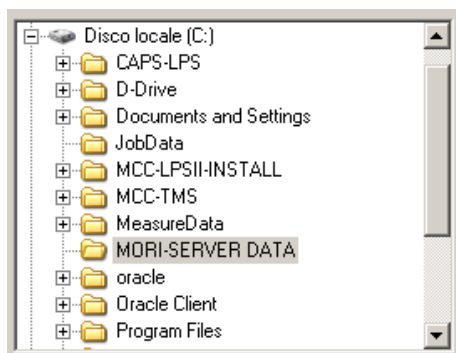 Disco locale (C:)
CAPS-LPS
D-Drive
Documents and Settings
JobData
MCC-LPSII-INSTALL
MCC-TMS
MeasureData
MORI-SERVER DATA
oracle
Oracle Client
Program Files